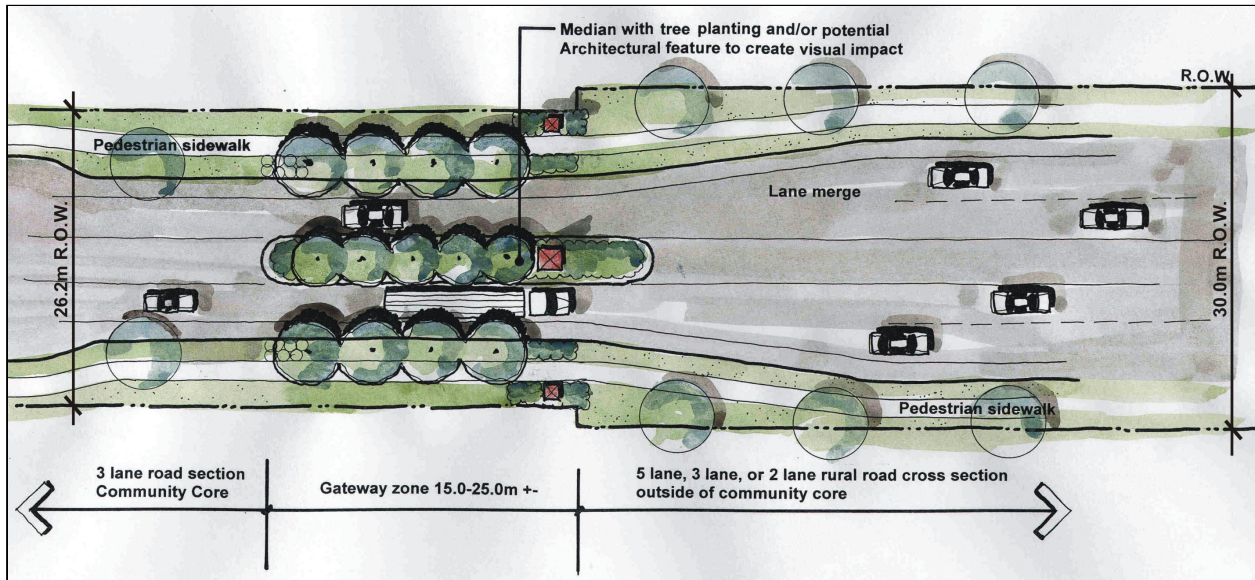 Median with tree planting and/or potential
Architectural feature to create visual impact
R.O.W.
Pedestrian sidewalk
Lane merge
26.2m R.O.W.
30.0m R.O.W.
Pedestrian sidewalk
3 lane road section
Community Core
Gateway zone 15.0-25.0m +-
5 lane, 3 lane, or 2 lane rural road cross section
outside of community core